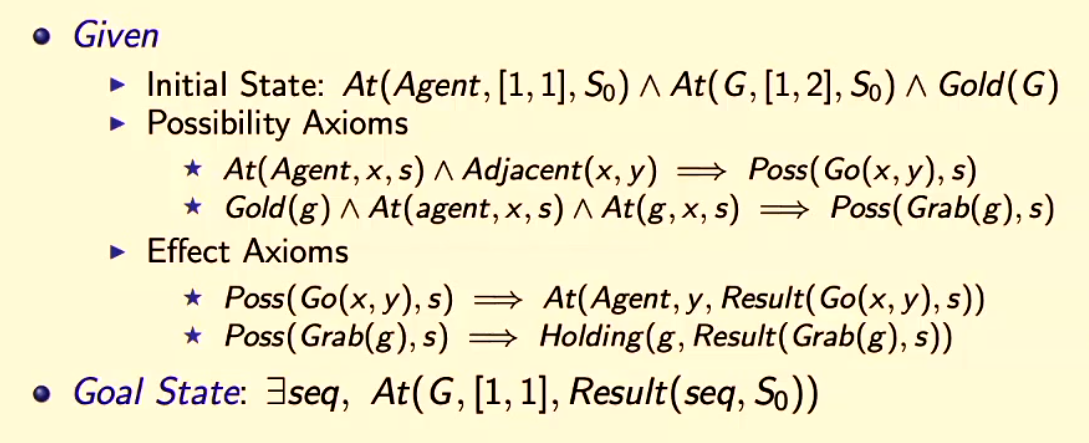 Given
Initial State: At(Agent, [1, 1], S₀) ∧ At(G, [1, 2], S₀) ∧ Gold(G)
Possibility Axioms
At(Agent, x, s) ∧ Adjacent(x, y) ⟹ Poss(Go(x, y), s)
Gold(g) ∧ At(agent, x, s) ∧ At(g, x, s) ⟹ Poss(Grab(g), s)
Effect Axioms
Poss(Go(x, y), s) ⟹ At(Agent, y, Result(Go(x, y), s))
Poss(Grab(g), s) ⟹ Holding(g, Result(Grab(g), s))
Goal State: ∃seq, At(G, [1, 1], Result(seq, S₀))